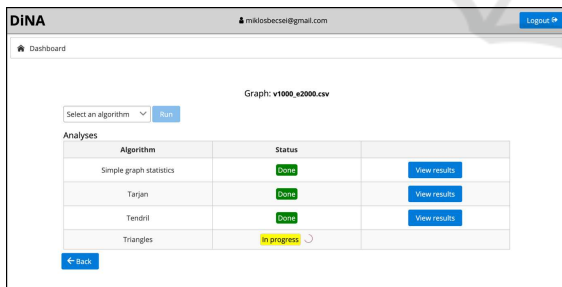 DiNA
miklosbecsei@gmail.com
Logout
Dashboard
Graph: v1000_e2000.csv
Select an algorithm
Run
Analyses
Algorithm Status
Simple graph statistics Done View results
Tarjan Done View results
Tendril Done View results
Triangles In progress
Back